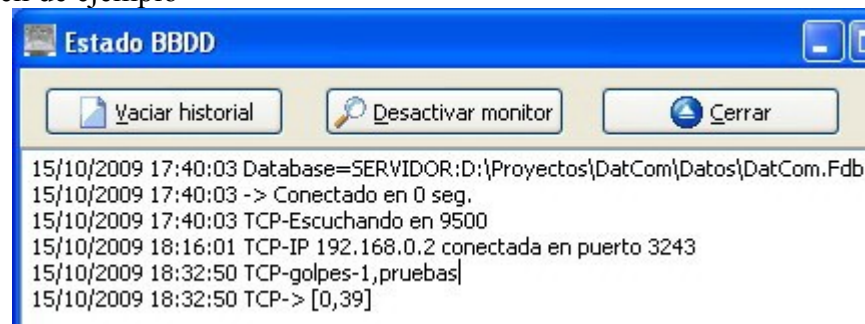 en de ejemplo
Estado BBDD
Vaciar historial
Desactivar monitor
Cerrar
15/10/2009 17:40:03 Database=SERVIDOR:D:\Proyectos\DatCom\Datos\DatCom.Fdb
15/10/2009 17:40:03 -> Conectado en 0 seg.
15/10/2009 17:40:03 TCP-Escuchando en 9500
15/10/2009 18:16:01 TCP-IP 192.168.0.2 conectada en puerto 3243
15/10/2009 18:32:50 TCP-golpes-1,pruebas
15/10/2009 18:32:50 TCP-> [0,39]